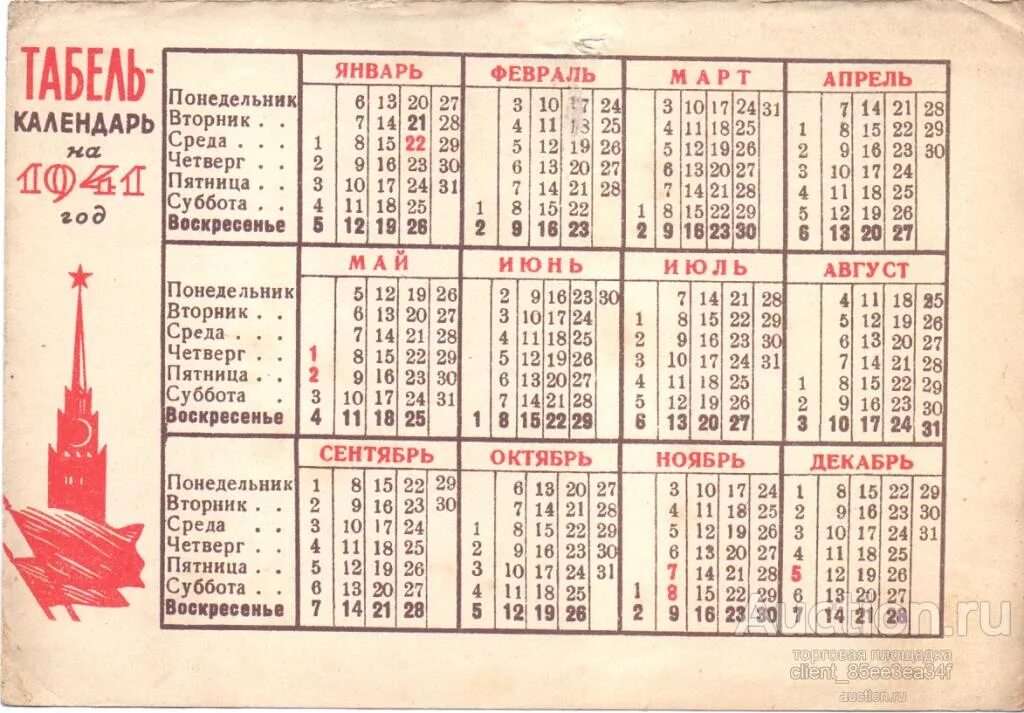 ТАБЕЛЬ-
КАЛЕНДАРЬ
на
1941
год
ЯНВАРЬ ФЕВРАЛЬ МАРТ АПРЕЛЬ
Понедельник 6 13 20 27 3 10 17 24 3 10 17 24 31 7 14 21 28
Вторник . . 7 14 21 28 4 11 18 25 4 11 18 25 1 8 15 22 29
Среда . . . 1 8 15 22 29 5 12 19 26 5 12 19 26 2 9 16 23 30
Четверг . . 2 9 16 23 30 6 13 20 27 6 13 20 27 3 10 17 24
Пятница . . 3 10 17 24 31 7 14 21 28 7 14 21 28 4 11 18 25
Суббота . . 4 11 18 25 1 8 15 22 1 8 15 22 29 5 12 19 26
Воскресенье 5 12 19 26 2 9 16 23 2 9 16 23 30 6 13 20 27
МАЙ ИЮНЬ ИЮЛЬ АВГУСТ
Понедельник 5 12 19 26 2 9 16 23 30 7 14 21 28 4 11 18 25
Вторник . . 6 13 20 27 3 10 17 24 1 8 15 22 29 5 12 19 26
Среда . . . 7 14 21 28 4 11 18 25 2 9 16 23 30 6 13 20 27
Четверг . . 1 8 15 22 29 5 12 19 26 3 10 17 24 31 7 14 21 28
Пятница . . 2 9 16 23 30 6 13 20 27 4 11 18 25 1 8 15 22 29
Суббота . 3 10 17 24 31 7 14 21 28 5 12 19 26 2 9 16 23 30
Воскресенье 4 11 18 25 1 8 15 22 29 6 13 20 27 3 10 17 24 31
СЕНТЯБРЬ ОКТЯБРЬ НОЯБРЬ ДЕКАБРЬ
Понедельник 1 8 15 22 29 6 13 20 27 3 10 17 24 1 8 15 22 29
Вторник . . 2 9 16 23 30 7 14 21 28 4 11 18 25 2 9 16 23 30
Среда . . 3 10 17 24 1 8 15 22 29 5 12 19 26 3 10 17 24 31
Четверг . . 4 11 18 25 2 9 16 23 30 6 13 20 27 4 11 18 25
Пятница . . 5 12 19 26 3 10 17 24 31 7 14 21 28 5 12 19 26
Суббота . . 6 13 20 27 4 11 18 25 1 8 15 22 29 6 13 20 27
Воскресенье 7 14 21 28 5 12 19 26 2 9 16 23 30 7 14 21 28
Auction.ru
торговая площадка
client_85ee3ea34f
auction.ru